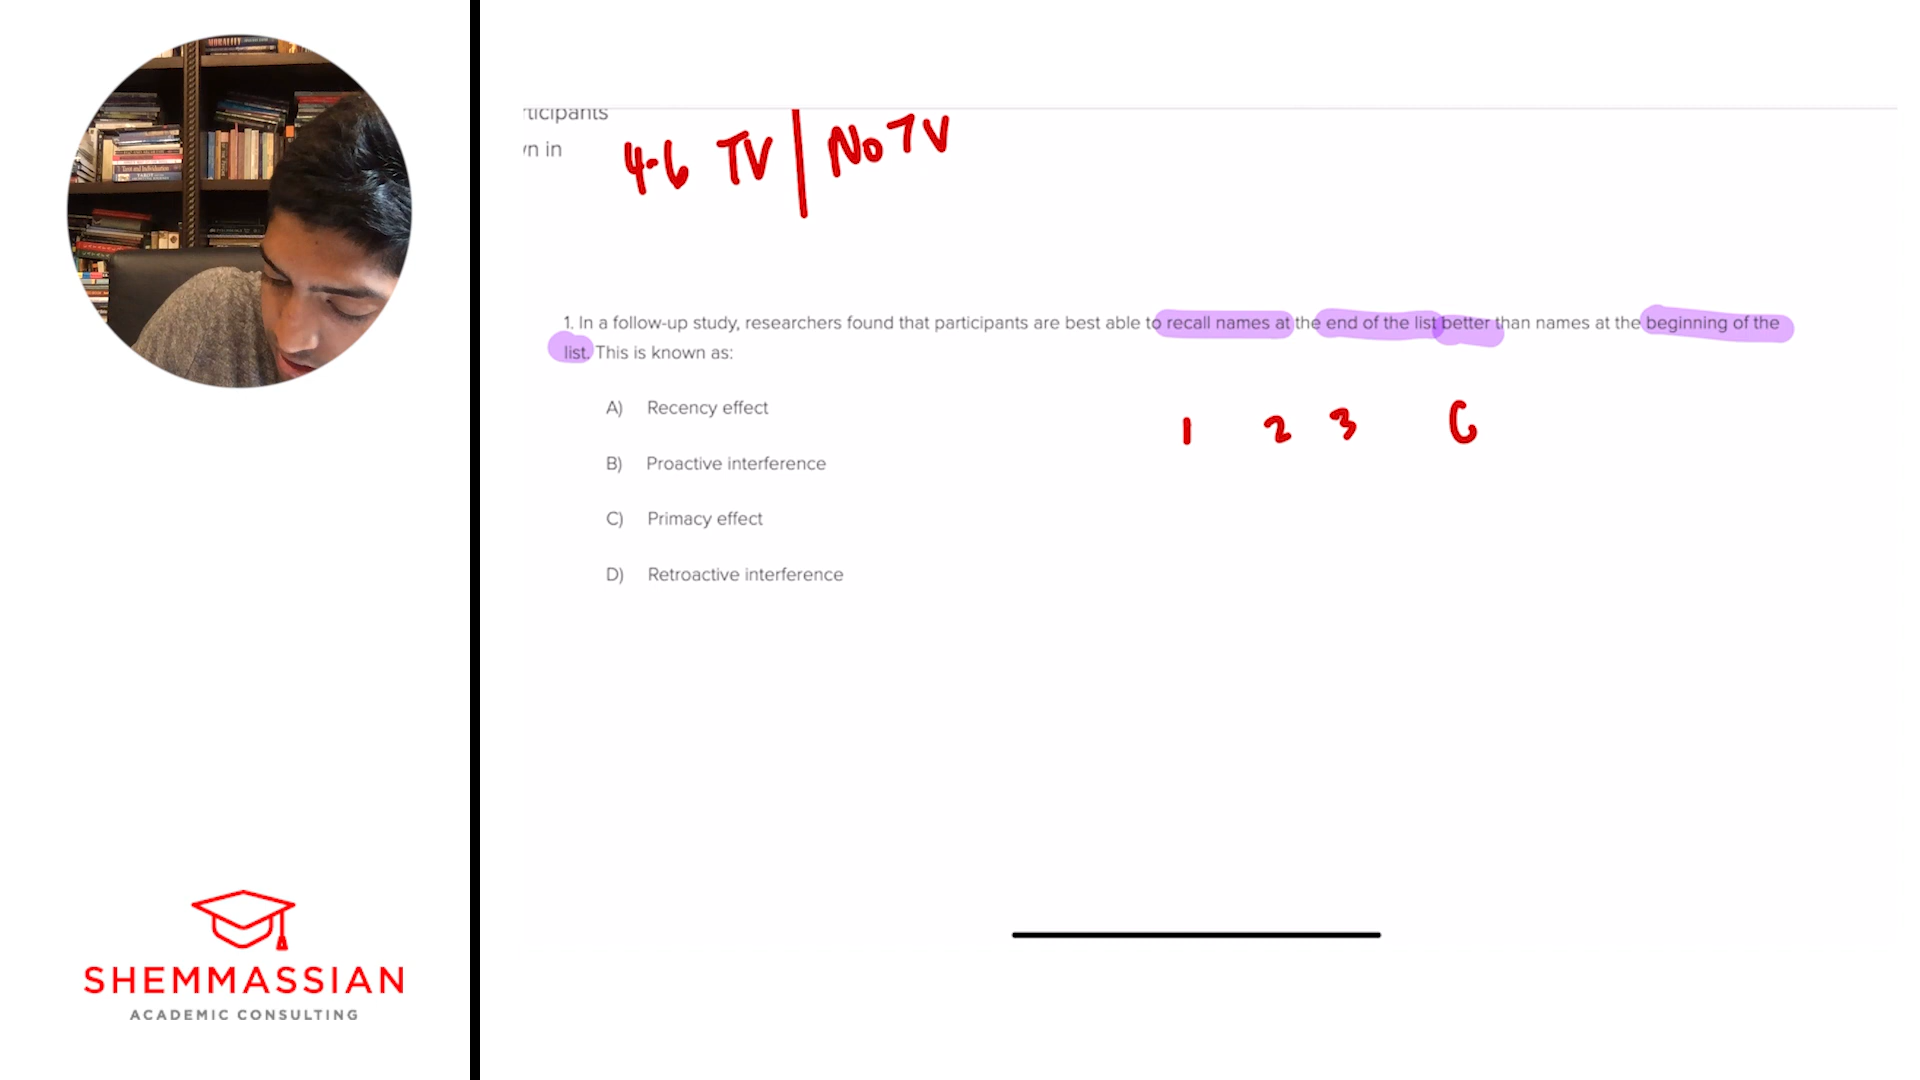 SHEMMASSIAN
ACADEMIC CONSULTING
ticipants
n in
4-6 TV | No TV
1. In a follow-up study, researchers found that participants are best able to recall names at the end of the list better than names at the beginning of the
list. This is known as:
A) Recency effect
B) Proactive interference
C) Primacy effect
D) Retroactive interference
1 2 3